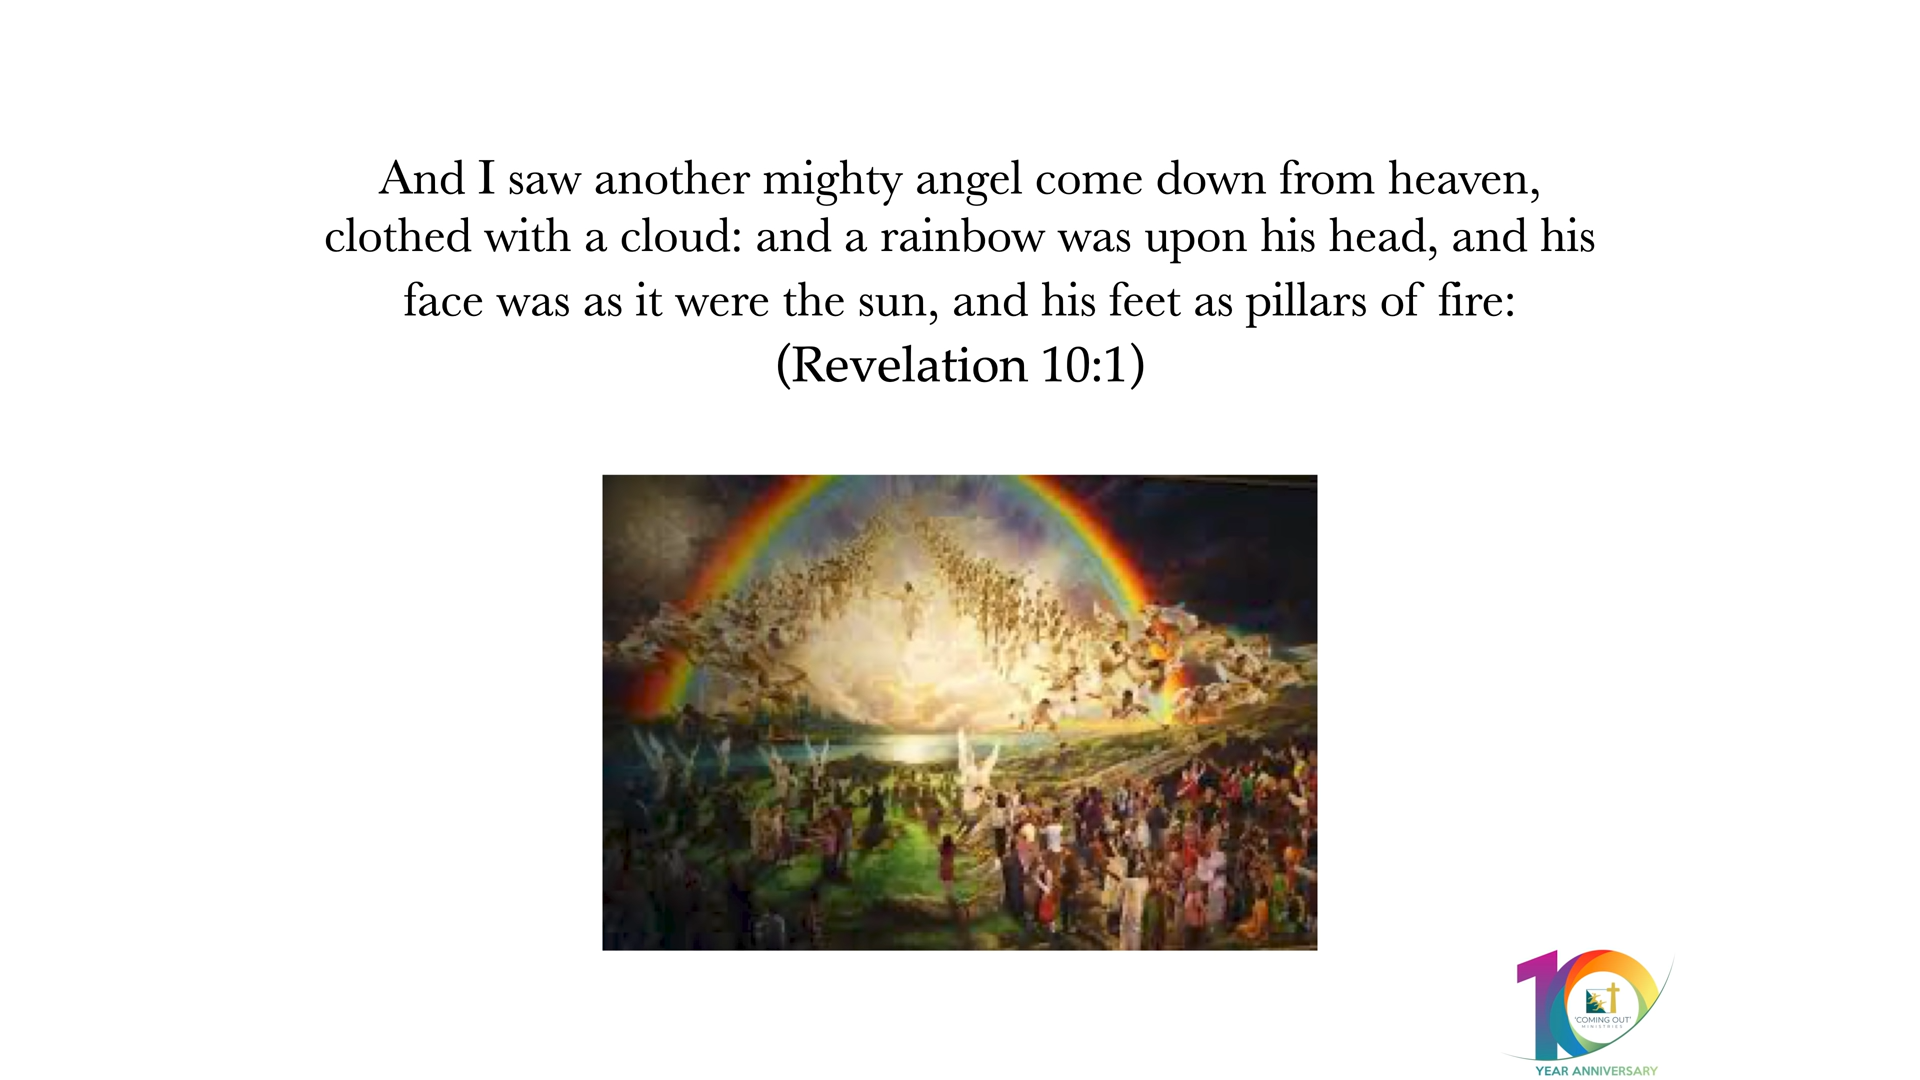 And I saw another mighty angel come down from heaven,
clothed with a cloud: and a rainbow was upon his head, and his
face was as it were the sun, and his feet as pillars of fire:
(Revelation 10:1)
10
'COMING OUT'
MINISTRIES
YEAR ANNIVERSARY